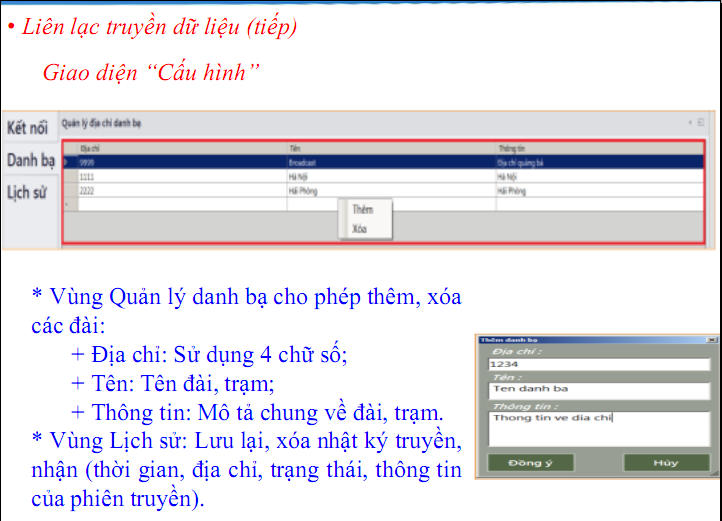 • Liên lạc truyền dữ liệu (tiếp)
Giao diện “Cấu hình”
Kết nối
Danh bạ
Lịch sử
Quản lý địa chỉ danh bạ
Địa chỉ Tên Thông tin
9999 Broadcast Địa chỉ quảng bá
1111 Hà Nội Hà Nội
2222 Hải Phòng Hải Phòng
Thêm
Xóa
* Vùng Quản lý danh bạ cho phép thêm, xóa
các đài:
+ Địa chỉ: Sử dụng 4 chữ số;
+ Tên: Tên đài, trạm;
+ Thông tin: Mô tả chung về đài, trạm.
* Vùng Lịch sử: Lưu lại, xóa nhật ký truyền,
nhận (thời gian, địa chỉ, trạng thái, thông tin
của phiên truyền).
Thêm danh bạ
Địa chỉ :
1234
Tên :
Ten danh ba
Thông tin :
Thong tin ve dia chi
Đồng ý Hủy